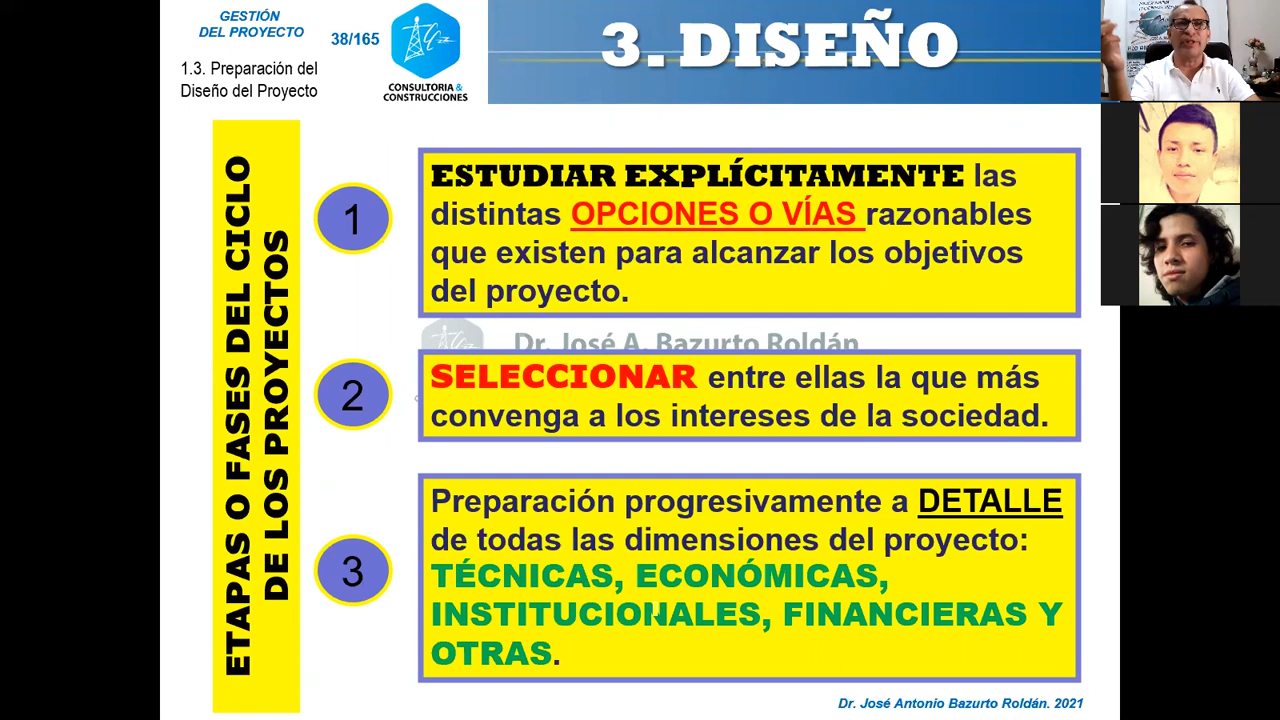 GESTIÓN
DEL PROYECTO
38/165
1.3. Preparación del
Diseño del Proyecto
CONSULTORIA &
CONSTRUCCIONES
3. DISEÑO
ETAPAS O FASES DEL CICLO
DE LOS PROYECTOS
1
ESTUDIAR EXPLÍCITAMENTE las
distintas OPCIONES O VÍAS razonables
que existen para alcanzar los objetivos
del proyecto.
Dr. José A. Bazurto Roldán
2
SELECCIONAR entre ellas la que más
convenga a los intereses de la sociedad.
3
Preparación progresivamente a DETALLE
de todas las dimensiones del proyecto:
TÉCNICAS, ECONÓMICAS,
INSTITUCIONALES, FINANCIERAS Y
OTRAS.
Dr. José Antonio Bazurto Roldán. 2021